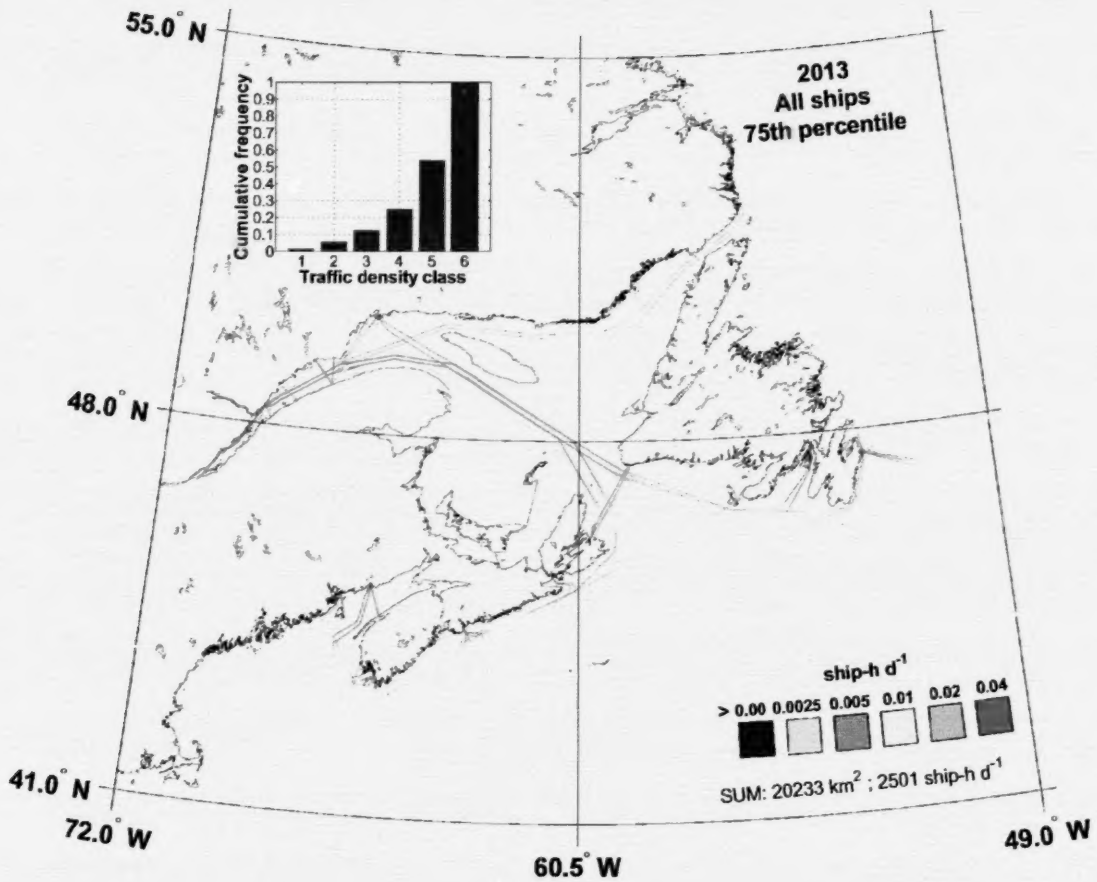 55.0° N
2013
All ships
75th percentile
Cumulative frequency
1
0.9
0.8
0.7
0.6
0.5
0.4
0.3
0.2
0.1
0
1 2 3 4 5 6
Traffic density class
48.0° N
ship-h d⁻¹
> 0.00 0.0025 0.005 0.01 0.02 0.04
SUM: 20233 km² ; 2501 ship-h d⁻¹
41.0° N
72.0° W
60.5° W
49.0° W